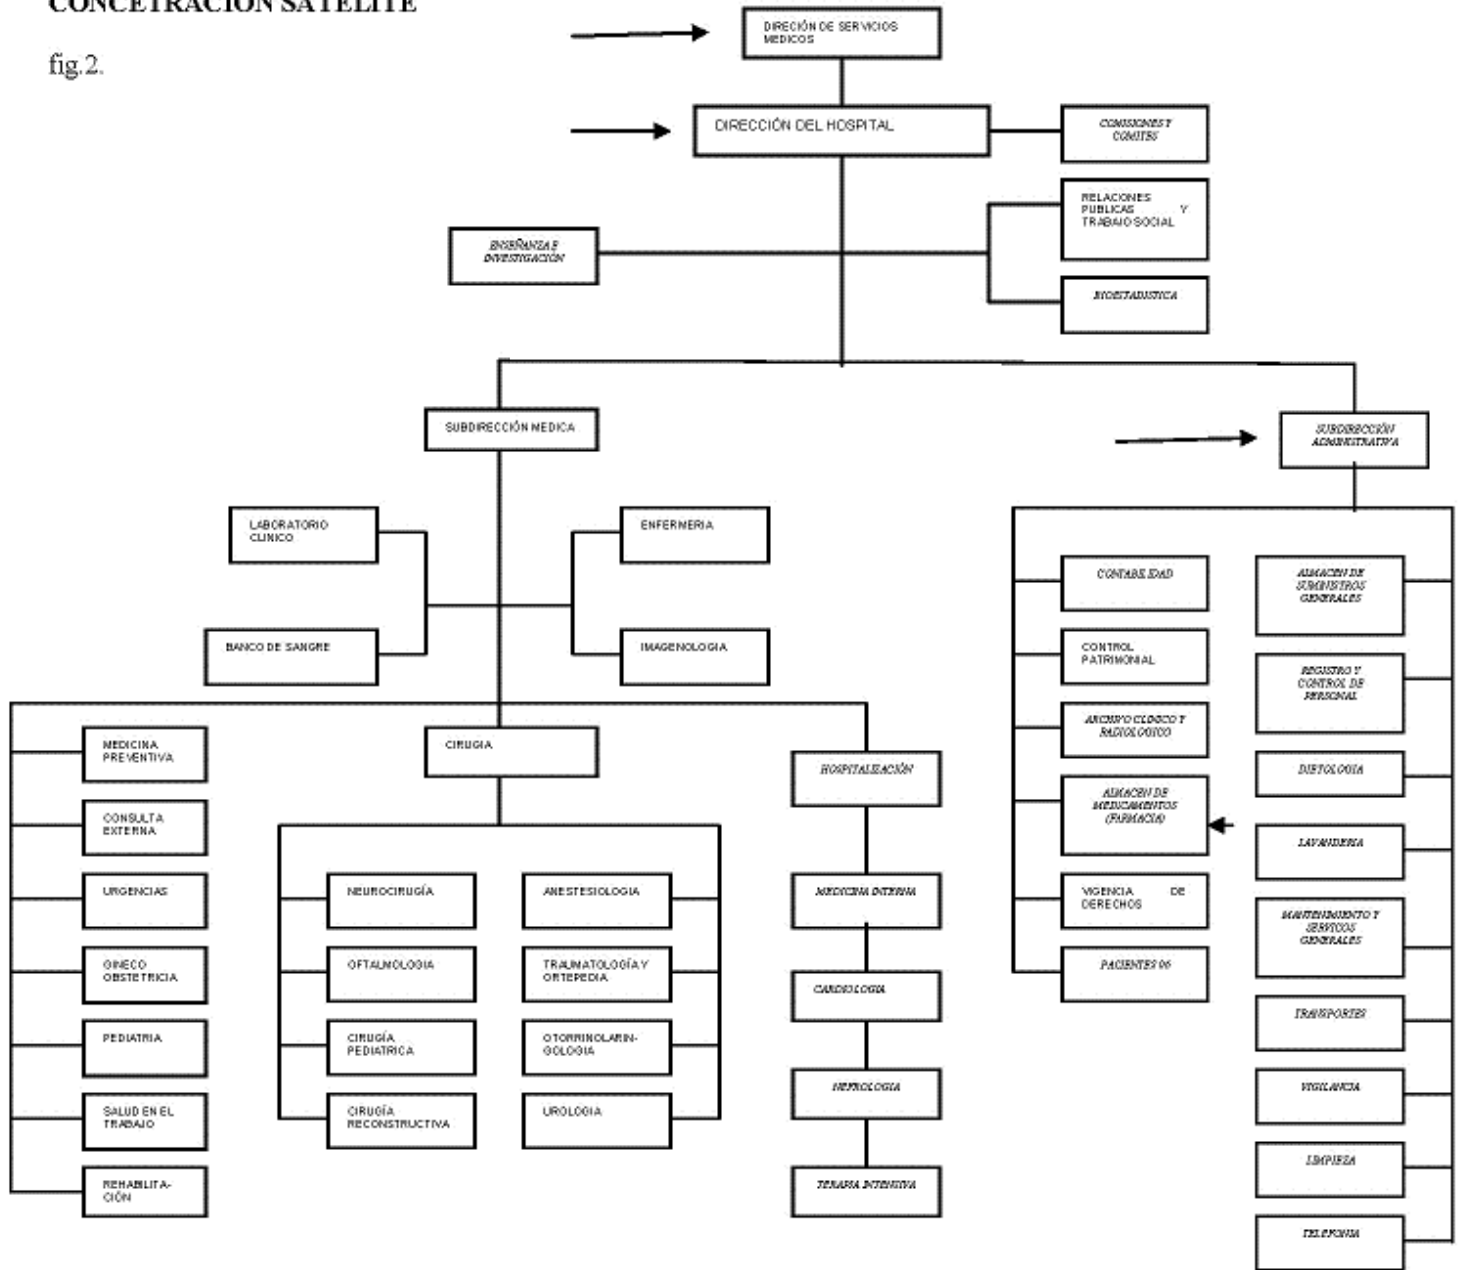 CONCETRACION SATELITE
fig.2.
DIRECIÓN DE SERVICIOS
MEDICOS
DIRECCIÓN DEL HOSPITAL
COMISIONES Y
COMITES
RELACIONES
PUBLICAS Y
TRABAJO SOCIAL
ENSEÑANZA E
INVESTIGACIÓN
BIOESTADISTICA
SUBDIRECCIÓN MEDICA
SUBDIRECCIÓN
ADMINISTRATIVA
LABORATORIO
CLINICO
ENFERMERIA
BANCO DE SANGRE
IMAGENOLOGIA
MEDICINA
PREVENTIVA
CONSULTA
EXTERNA
URGENCIAS
GINECO
OBSTETRICIA
PEDIATRIA
SALUD EN EL
TRABAJO
REHABILITA-
CIÓN
CIRUGIA
NEUROCIRUGÍA
OFTALMOLOGIA
CIRUGÍA
PEDIATRICA
CIRUGÍA
RECONSTRUCTIVA
ANESTESIOLOGIA
TRAUMATOLOGÍA Y
ORTEPEDIA
OTORRINOLARIN-
GOLOGIA
UROLOGIA
HOSPITALIZACIÓN
MEDICINA INTERNA
CARDIOLOGIA
NEFROLOGIA
TERAPIA INTENSIVA
CONTABILIDAD
CONTROL
PATRIMONIAL
ARCHIVO CLINICO Y
RADIOLOGICO
ALMACEN DE
MEDICAMENTOS
(FARMACIA)
VIGENCIA DE
DERECHOS
PACIENTES 06
ALMACEN DE
SUMINISTROS
GENERALES
REGISTRO Y
CONTROL DE
PERSONAL
DIETOLOGIA
LAVANDERIA
MANTENIMIENTO Y
SERVICOS
GENERALES
TRANSPORTES
VIGILANCIA
LIMPIEZA
TELEFONIA